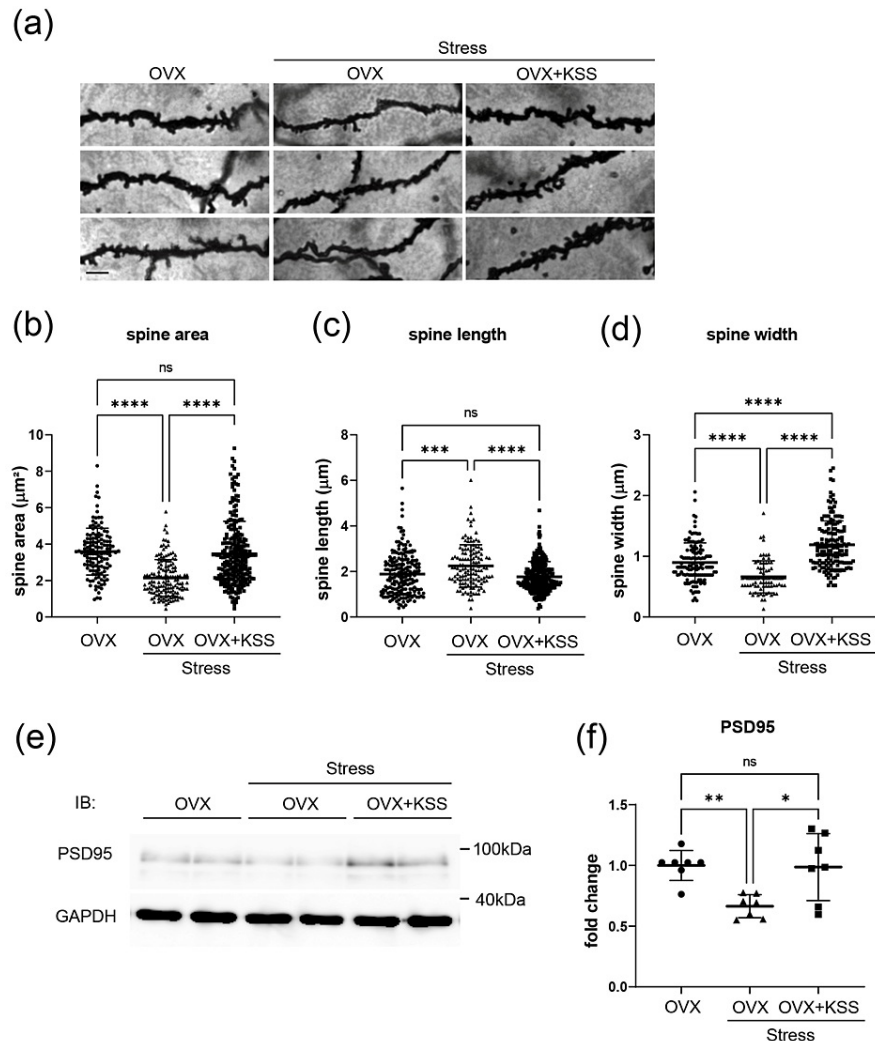 (a)
Stress
OVX OVX OVX+KSS
(b) (c) (d)
spine area spine length spine width
ns
**** ****
10
8
6
4
2
0
spine area (μm²)
OVX OVX OVX+KSS
Stress
ns
*** ****
8
6
4
2
0
spine length (μm)
OVX OVX OVX+KSS
Stress
****
**** ****
3
2
1
0
spine width (μm)
OVX OVX OVX+KSS
Stress
(e)
Stress
IB: OVX OVX OVX+KSS
PSD95 100kDa
40kDa
GAPDH
(f)
PSD95
ns
** *
1.5
1.0
0.5
0.0
fold change
OVX OVX OVX+KSS
Stress